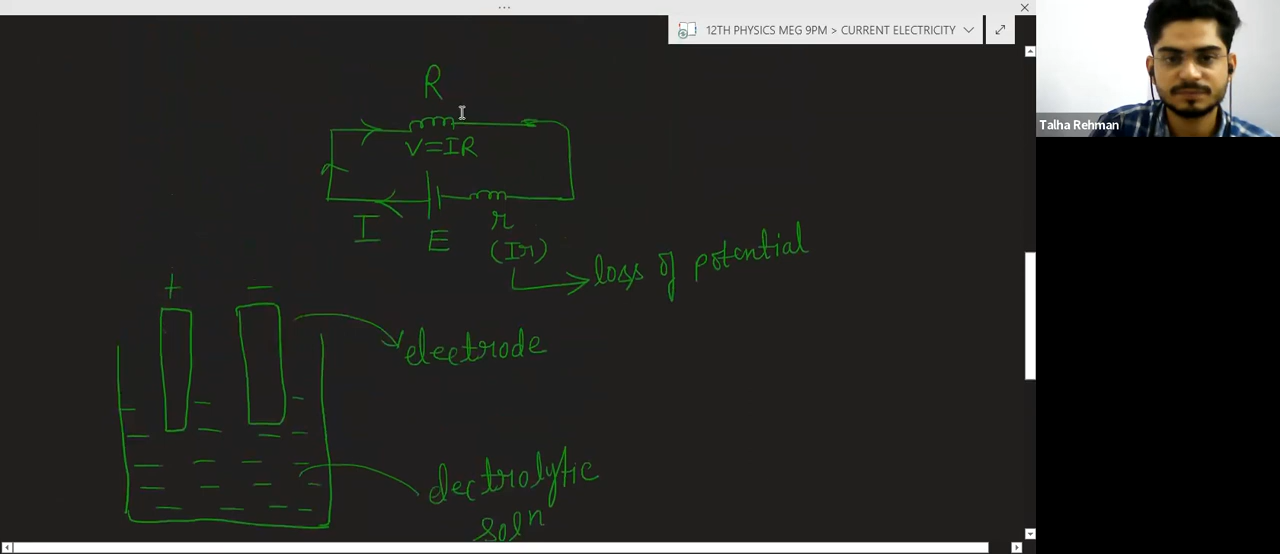 12TH PHYSICS MEG 9PM > CURRENT ELECTRICITY
Talha Rehman
R
V=IR
I
E
r
(Ir)
loss of potential
+
−
electrode
electrolytic
soln